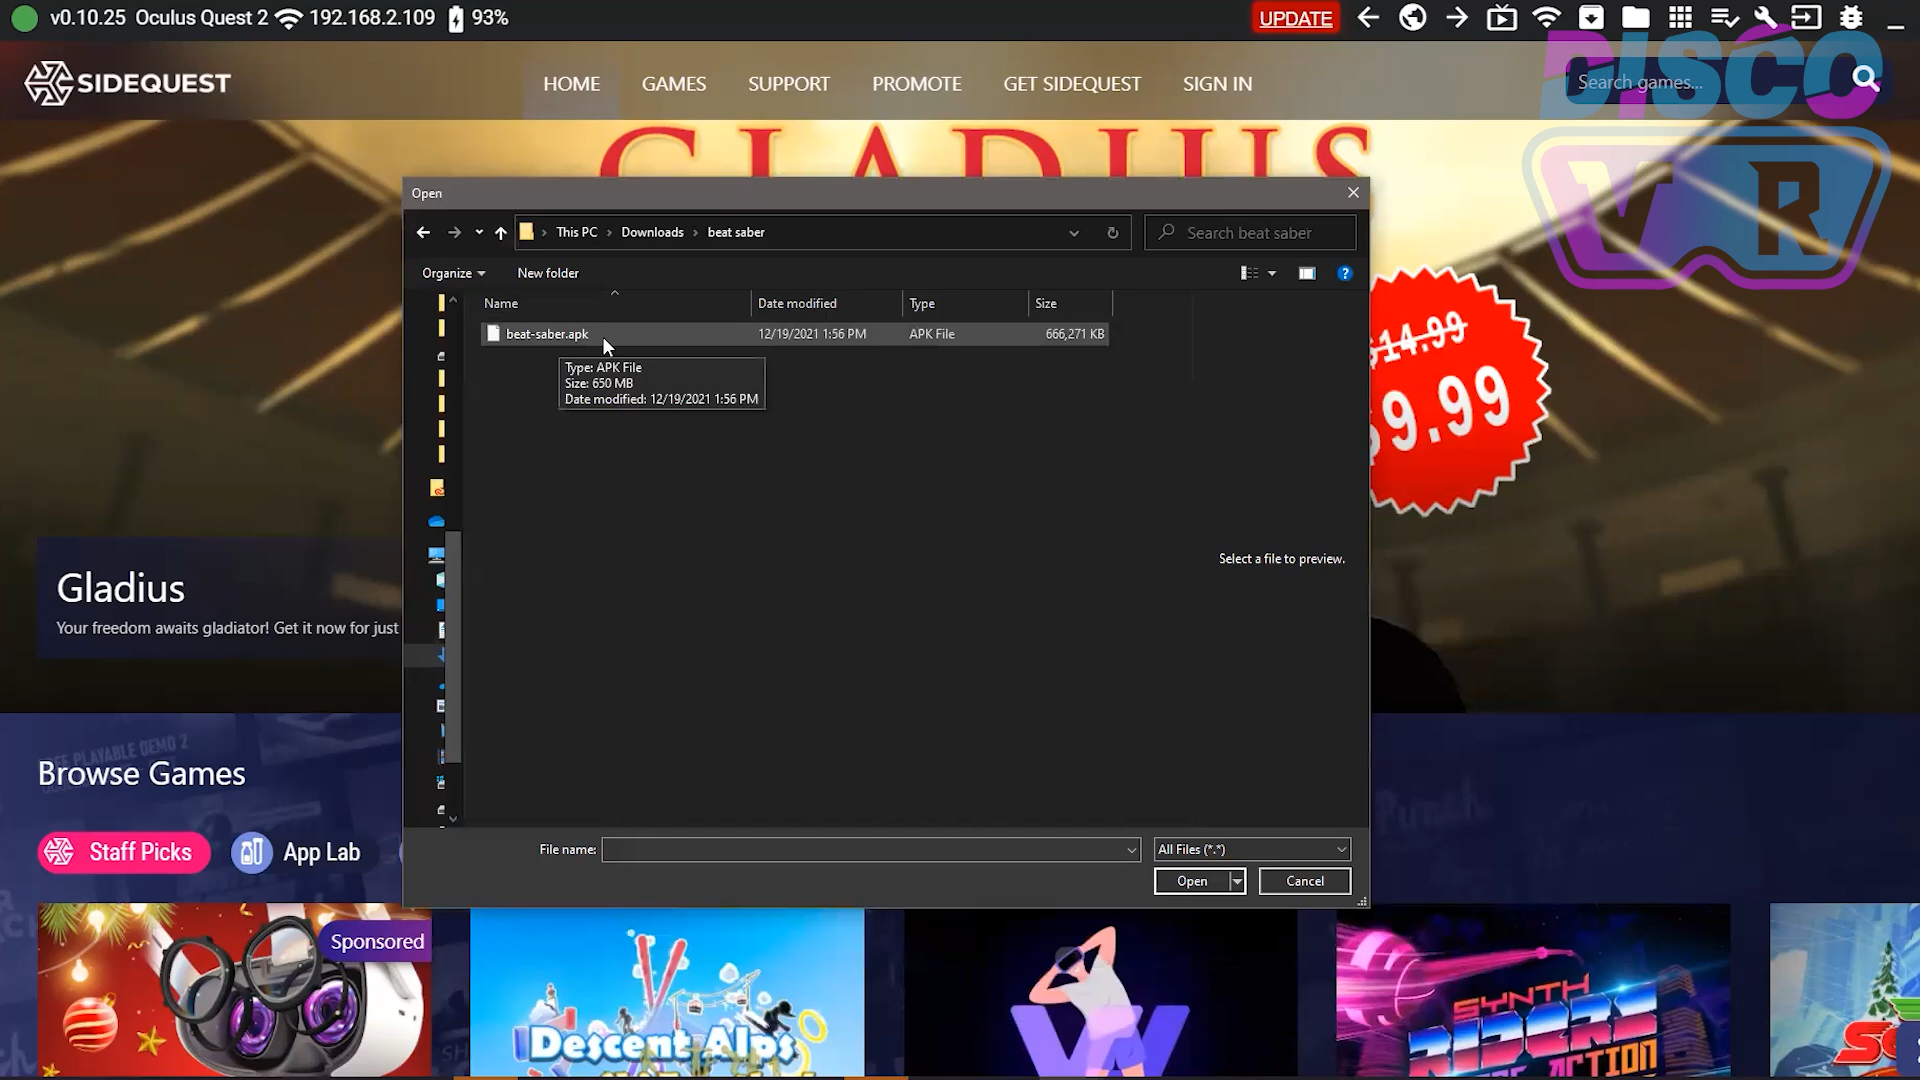 v0.10.25 Oculus Quest 2 192.168.2.109 93%
UPDATE
SIDEQUEST
HOME GAMES SUPPORT PROMOTE GET SIDEQUEST SIGN IN
Search games...
DISCO
VR
GLADIUS
Open
This PC > Downloads > beat saber
Search beat saber
Organize New folder
Name Date modified Type Size
beat-saber.apk 12/19/2021 1:56 PM APK File 666,271 KB
Type: APK File
Size: 650 MB
Date modified: 12/19/2021 1:56 PM
$14.99
9.99
Select a file to preview.
Gladius
Your freedom awaits gladiator! Get it now for just
Browse Games
Staff Picks App Lab
File name: All Files (*.*)
Open Cancel
Sponsored
Descent Alps
SYNTH
RIDERS